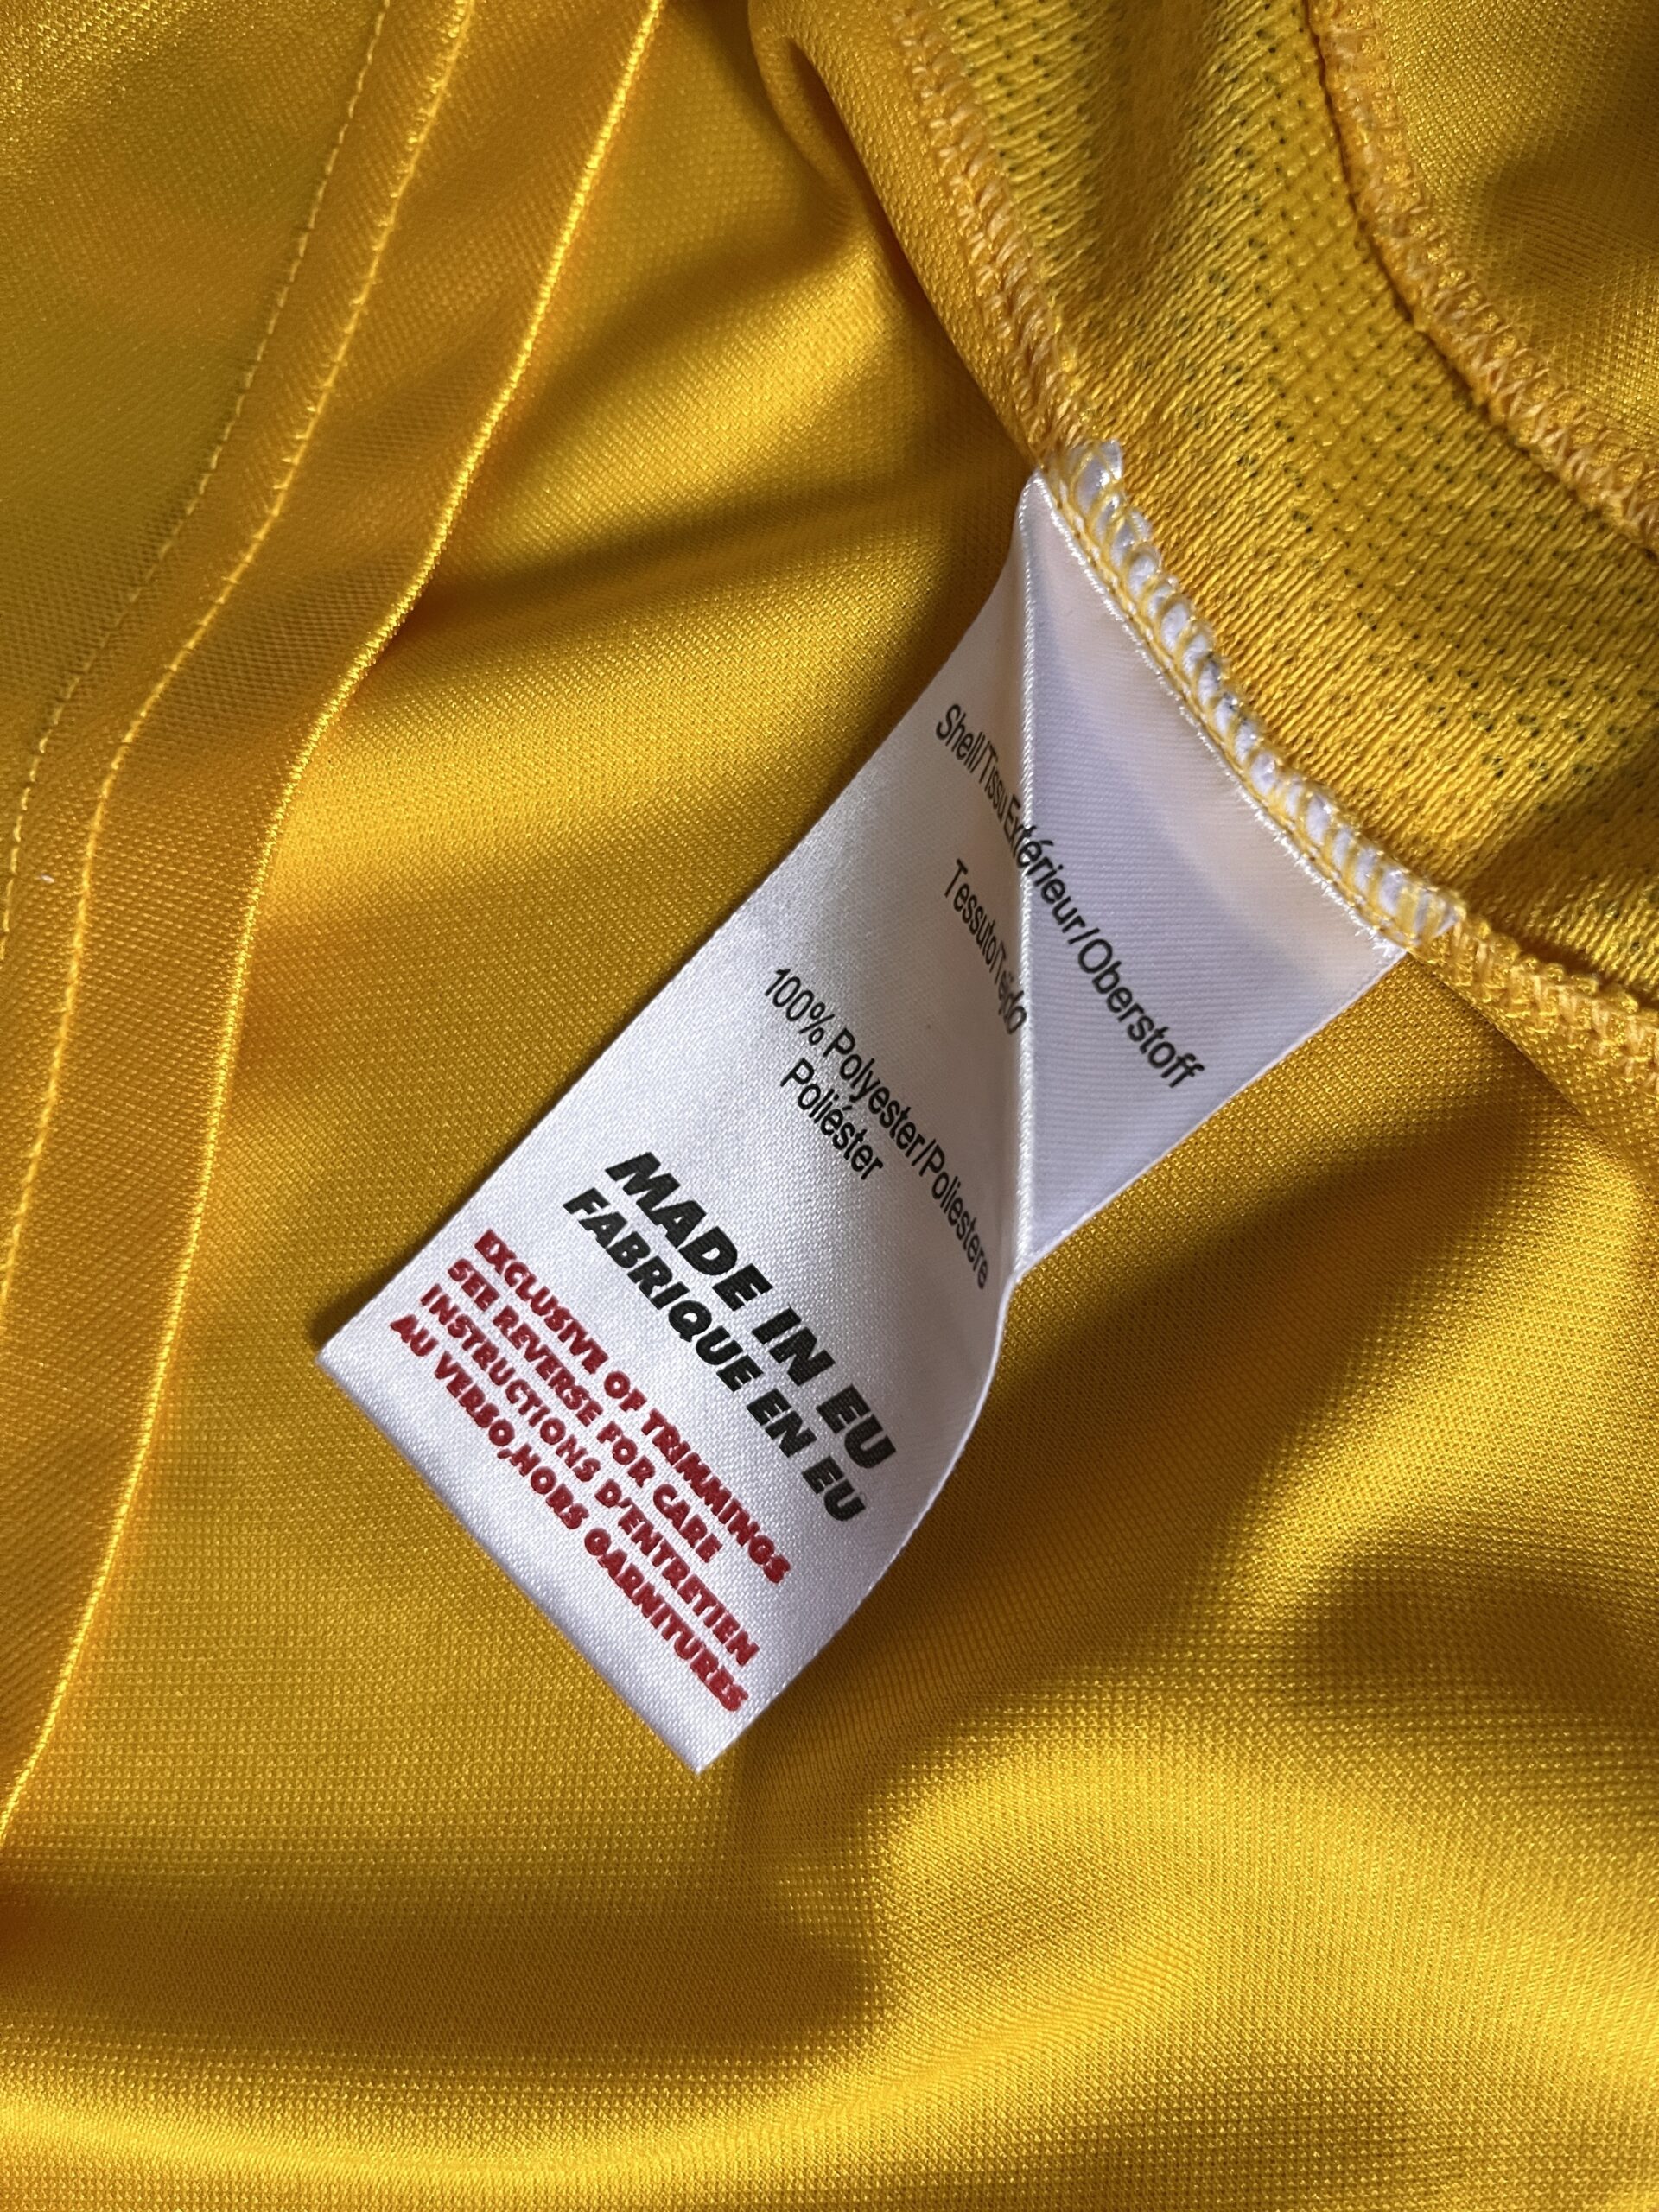 Shell/Tissu Extérieur/Oberstoff
Tessuto/Tejido
100% Polyester/Poliestere
Poliéster
MADE IN EU
FABRIQUE EN EU
EXCLUSIVE OF TRIMMINGS
SEE REVERSE FOR CARE
INSTRUCTIONS D'ENTRETIEN
AU VERSO,HORS GARNITURES